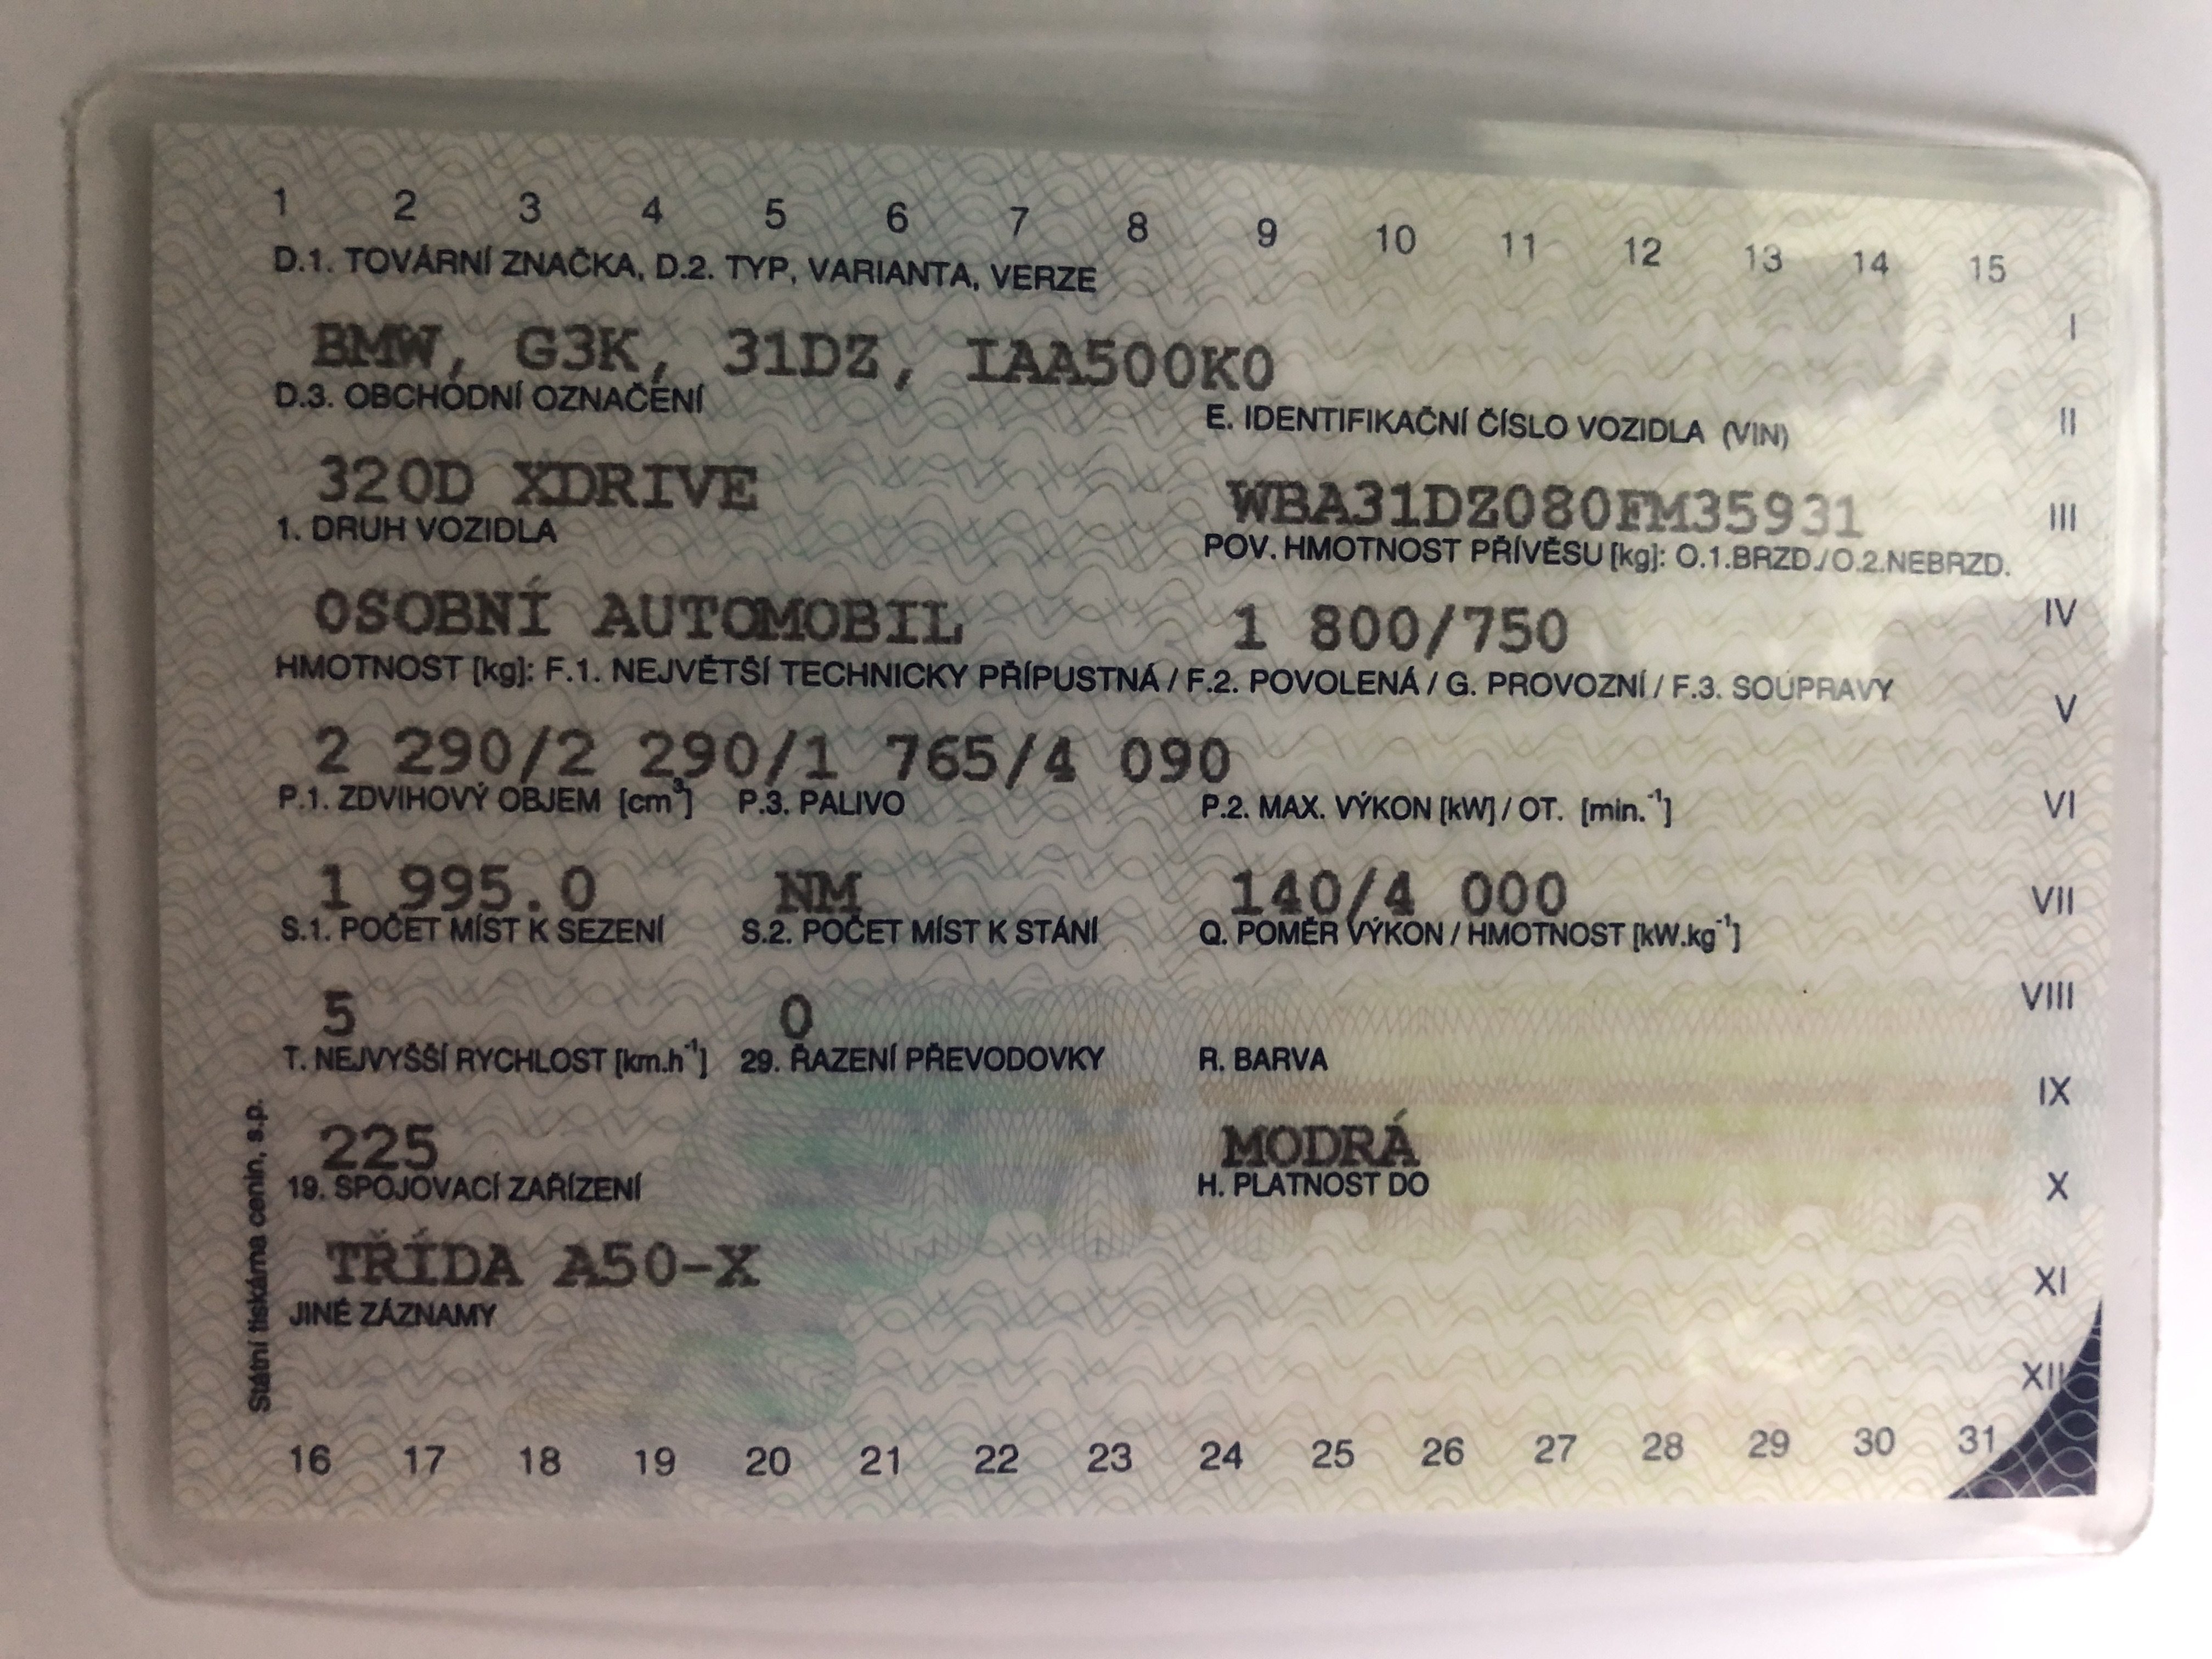 1 2 3 4 5 6 7 8 9 10 11 12 13 14 15
D.1. TOVÁRNÍ ZNAČKA, D.2. TYP, VARIANTA, VERZE
I
BMW, G3K, 31DZ, IAA500K0
D.3. OBCHODNÍ OZNAČENÍ E. IDENTIFIKAČNÍ ČÍSLO VOZIDLA (VIN) II
320D XDRIVE WBA31DZ080FM35931 III
1. DRUH VOZIDLA POV. HMOTNOST PŘÍVĚSU [kg]: O.1.BRZD./O.2.NEBRZD.
OSOBNÍ AUTOMOBIL 1 800/750 IV
HMOTNOST [kg]: F.1. NEJVĚTŠÍ TECHNICKY PŘÍPUSTNÁ / F.2. POVOLENÁ / G. PROVOZNÍ / F.3. SOUPRAVY V
2 290/2 290/1 765/4 090
P.1. ZDVIHOVÝ OBJEM [cm³] P.3. PALIVO P.2. MAX. VÝKON [kW] / OT. [min.⁻¹] VI
1 995.0 NM 140/4 000 VII
S.1. POČET MÍST K SEZENÍ S.2. POČET MÍST K STÁNÍ Q. POMĚR VÝKON / HMOTNOST [kW.kg⁻¹]
5 0 VIII
T. NEJVYŠŠÍ RYCHLOST [km.h⁻¹] 29. ŘAZENÍ PŘEVODOVKY R. BARVA IX
225 MODRÁ
19. SPOJOVACÍ ZAŘÍZENÍ H. PLATNOST DO X
TŘÍDA A50-X XI
JINÉ ZÁZNAMY
XII
Státní tiskárna cenin, s.p.
16 17 18 19 20 21 22 23 24 25 26 27 28 29 30 31